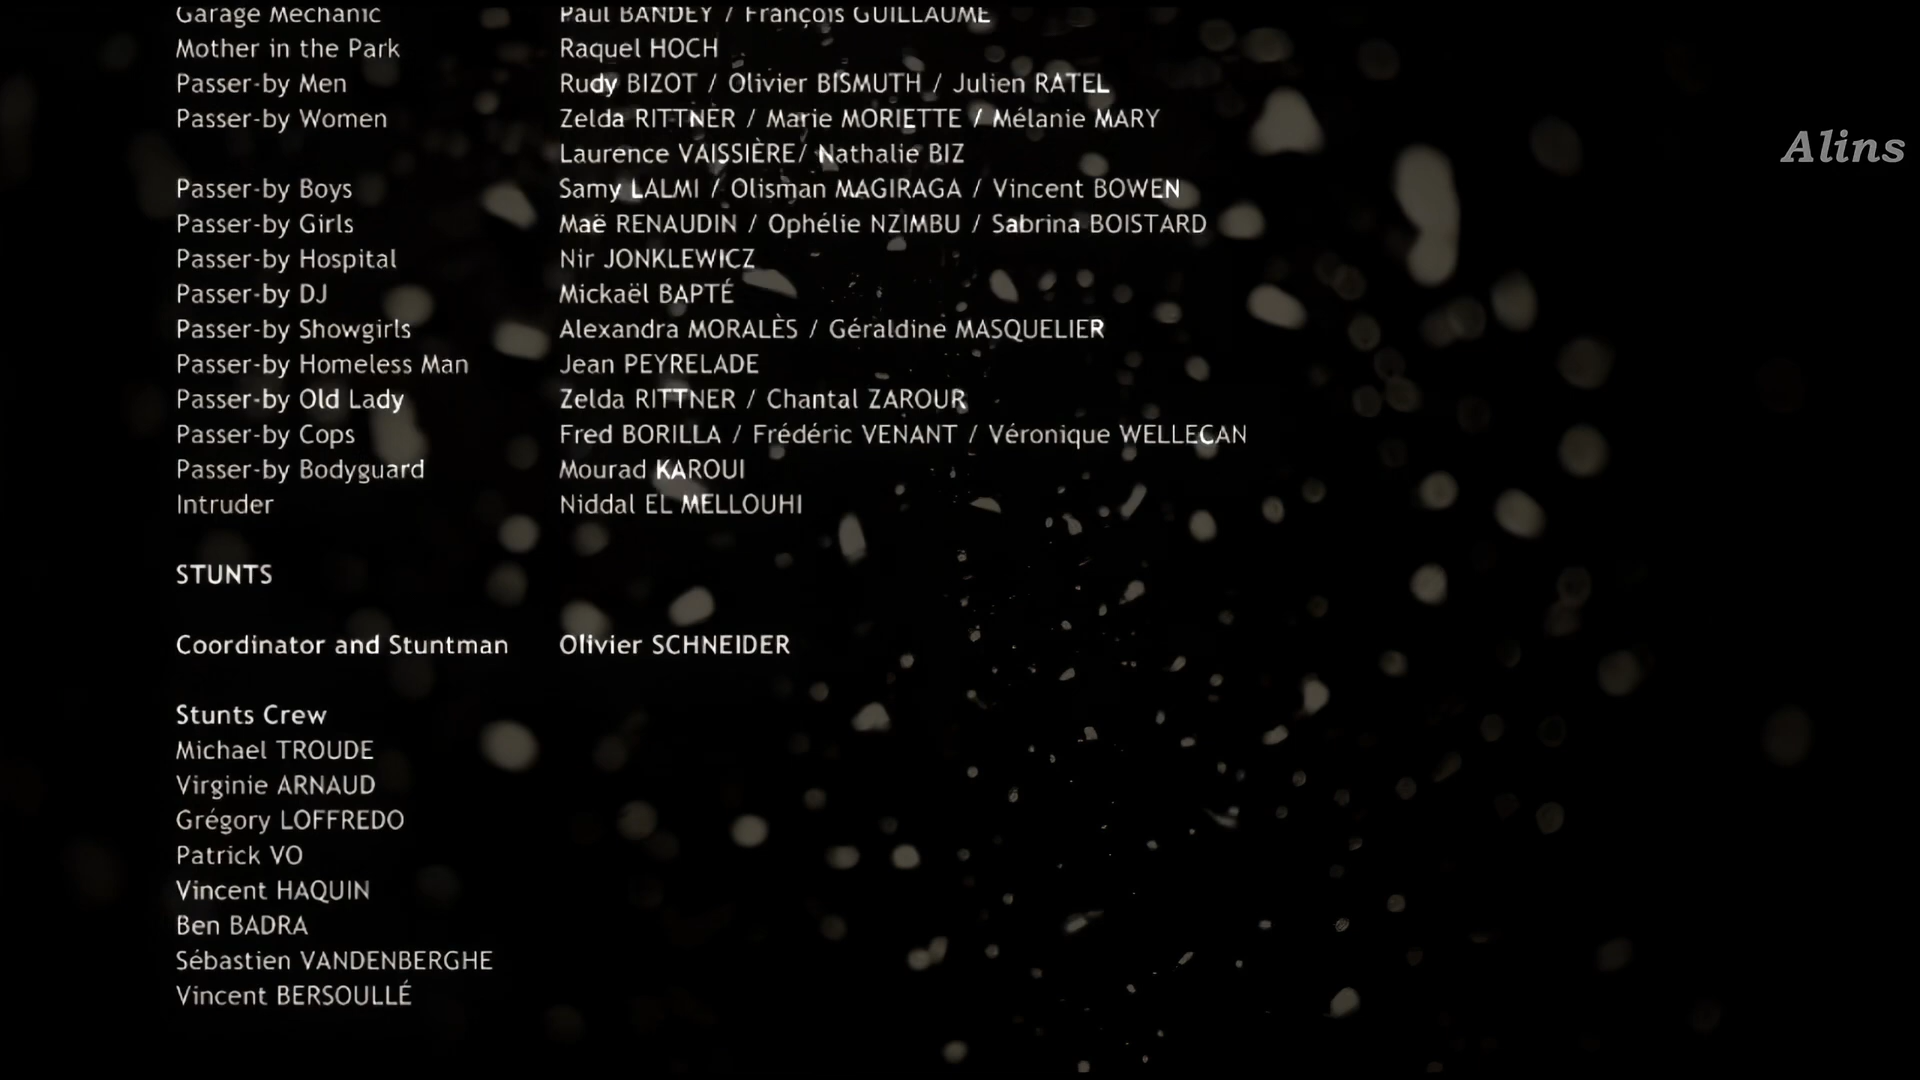 Garage Mechanic Paul BANDEY / François GUILLAUME
Mother in the Park Raquel HOCH
Passer-by Men Rudy BIZOT / Olivier BISMUTH / Julien RATEL
Passer-by Women Zelda RITTNER / Marie MORIETTE / Mélanie MARY
Laurence VAISSIÈRE/ Nathalie BIZ
Alins
Passer-by Boys Samy LALMI / Olisman MAGIRAGA / Vincent BOWEN
Passer-by Girls Maë RENAUDIN / Ophélie NZIMBU / Sabrina BOISTARD
Passer-by Hospital Nir JONKLEWICZ
Passer-by DJ Mickaël BAPTÉ
Passer-by Showgirls Alexandra MORALÈS / Géraldine MASQUELIER
Passer-by Homeless Man Jean PEYRELADE
Passer-by Old Lady Zelda RITTNER / Chantal ZAROUR
Passer-by Cops Fred BORILLA / Frédéric VENANT / Véronique WELLECAN
Passer-by Bodyguard Mourad KAROUI
Intruder Niddal EL MELLOUHI
STUNTS
Coordinator and Stuntman Olivier SCHNEIDER
Stunts Crew
Michael TROUDE
Virginie ARNAUD
Grégory LOFFREDO
Patrick VO
Vincent HAQUIN
Ben BADRA
Sébastien VANDENBERGHE
Vincent BERSOULLÉ